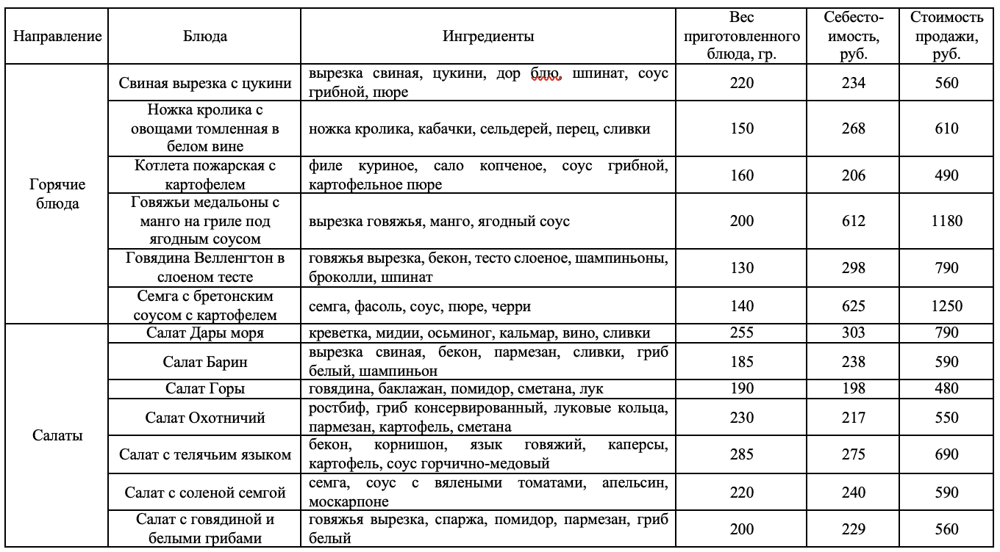 Направление
Блюда
Ингредиенты
Вес
приготовленного
блюда, гр.
Себесто-
имость,
руб.
Стоимость
продажи,
руб.
Горячие
блюда
Свиная вырезка с цукини
вырезка свиная, цукини, дор блю, шпинат, соус
грибной, пюре
220
234
560
Ножка кролика с
овощами томленная в
белом вине
ножка кролика, кабачки, сельдерей, перец, сливки
150
268
610
Котлета пожарская с
картофелем
филе куриное, сало копченое, соус грибной,
картофельное пюре
160
206
490
Говяжьи медальоны с
манго на гриле под
ягодным соусом
вырезка говяжья, манго, ягодный соус
200
612
1180
Говядина Велленгтон в
слоеном тесте
говяжья вырезка, бекон, тесто слоеное, шампиньоны,
броколли, шпинат
130
298
790
Семга с бретонским
соусом с картофелем
семга, фасоль, соус, пюре, черри
140
625
1250
Салаты
Салат Дары моря
креветка, мидии, осьминог, кальмар, вино, сливки
255
303
790
Салат Барин
вырезка свиная, бекон, пармезан, сливки, гриб
белый, шампиньон
185
238
590
Салат Горы
говядина, баклажан, помидор, сметана, лук
190
198
480
Салат Охотничий
ростбиф, гриб консервированный, луковые кольца,
пармезан, картофель, сметана
230
217
550
Салат с телячьим языком
бекон, корнишон, язык говяжий, каперсы,
картофель, соус горчично-медовый
285
275
690
Салат с соленой семгой
семга, соус с вялеными томатами, апельсин,
москарпоне
220
240
590
Салат с говядиной и
белыми грибами
говяжья вырезка, спаржа, помидор, пармезан, гриб
белый
200
229
560